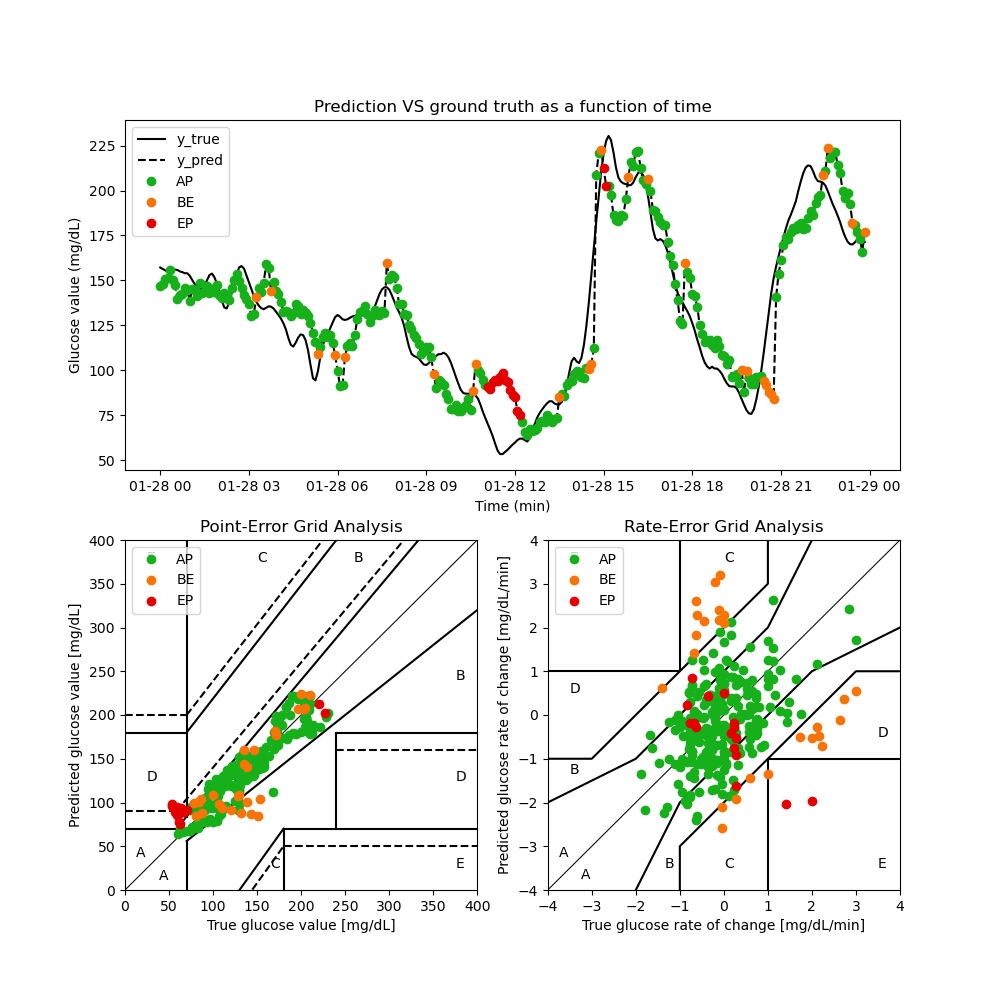 Prediction VS ground truth as a function of time
Glucose value (mg/dL)
225
200
175
150
125
100
75
50
y_true
y_pred
AP
BE
EP
01-28 00 01-28 03 01-28 06 01-28 09 01-28 12 01-28 15 01-28 18 01-28 21 01-29 00
Time (min)
Point-Error Grid Analysis
Predicted glucose value [mg/dL]
400
350
300
250
200
150
100
50
0
AP
BE
EP
C
B
B
D
D
A
A
C
E
0 50 100 150 200 250 300 350 400
True glucose value [mg/dL]
Rate-Error Grid Analysis
Predicted glucose rate of change [mg/dL/min]
4
3
2
1
0
−1
−2
−3
−4
AP
BE
EP
C
D
D
B
A
A
B
C
E
−4 −3 −2 −1 0 1 2 3 4
True glucose rate of change [mg/dL/min]